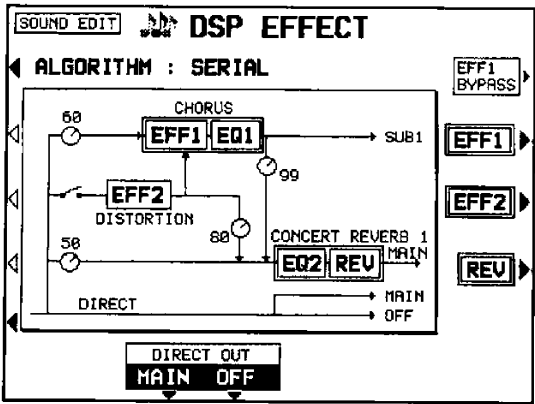 SOUND EDIT DSP EFFECT
ALGORITHM : SERIAL
EFF1
BYPASS
CHORUS
60
EFF1 EQ1
SUB1
EFF1
99
EFF2
DISTORTION
EFF2
80
CONCERT REVERB 1
50
EQ2 REV
MAIN
REV
DIRECT
MAIN
OFF
DIRECT OUT
MAIN OFF